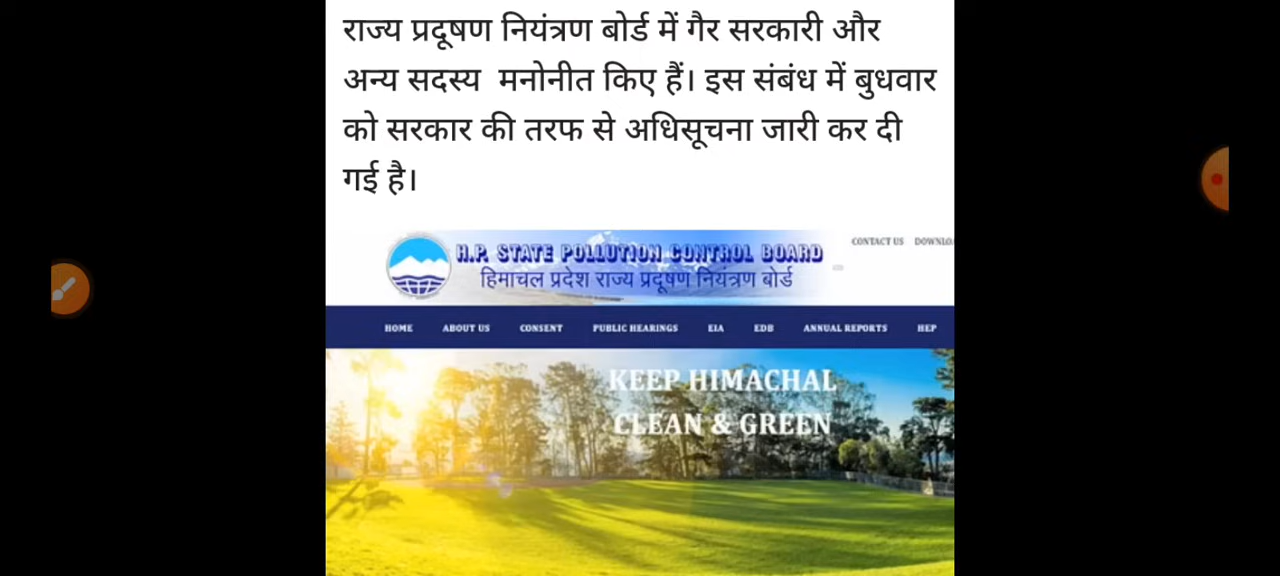 राज्य प्रदूषण नियंत्रण बोर्ड में गैर सरकारी और
अन्य सदस्य मनोनीत किए हैं। इस संबंध में बुधवार
को सरकार की तरफ से अधिसूचना जारी कर दी
गई है।
H.P. STATE POLLUTION CONTROL BOARD
CONTACT US
हिमाचल प्रदेश राज्य प्रदूषण नियंत्रण बोर्ड
HOME ABOUT US CONSENT PUBLIC HEARINGS EIA EDB ANNUAL REPORTS HEP
KEEP HIMACHAL
CLEAN & GREEN